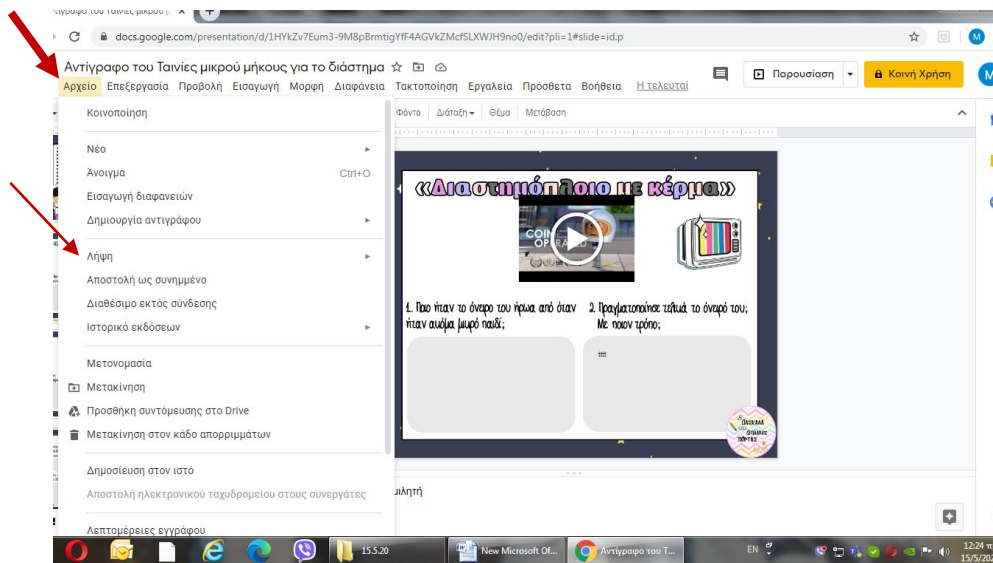 docs.google.com/presentation/d/1HYkZv7Eum3-9M8pBrmtigYfF4AGVkZMcfSLXWJH9no0/edit?pli=1#slide=id.p
M
Αντίγραφο του Ταινίες μικρού μήκους για το διάστημα
Αρχείο Επεξεργασία Προβολή Εισαγωγή Μορφή Διαφάνεια Τακτοποίηση Εργαλεία Πρόσθετα Βοήθεια Η τελευταί
Παρουσίαση
Κοινή Χρήση
M
Φόντο Διάταξη Θέμα Μετάβαση
Κοινοποίηση
Νέο
Άνοιγμα Ctrl+O
Εισαγωγή διαφανειών
Δημιουργία αντιγράφου
Λήψη
Αποστολή ως συνημμένο
Διαθέσιμο εκτός σύνδεσης
Ιστορικό εκδόσεων
Μετονομασία
Μετακίνηση
Προσθήκη συντόμευσης στο Drive
Μετακίνηση στον κάδο απορριμμάτων
Δημοσίευση στον ιστό
Αποστολή ηλεκτρονικού ταχυδρομείου στους συνεργάτες
Λεπτομέρειες εγγράφου
«Διαστημόπλοιο με κέρμα»
COIN
OPERATED
1. Ποιο ήταν το όνειρο του ήρωα από όταν
ήταν ακόμα μικρό παιδί;
2. Πραγματοποίησε τελικά το όνειρό του;
Με ποιον τρόπο;
tttt
μιλητή
15.5.20
New Microsoft Of...
Αντίγραφο του Τ...
EN
12:24 π
15/5/202